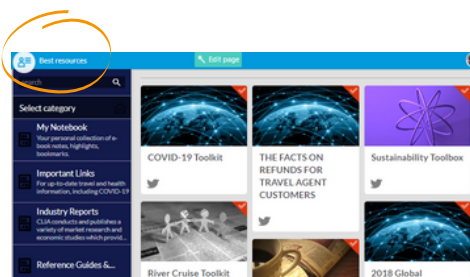 Best resources
Edit page
search
Select category
My Notebook
Your personal collection of e-
book notes, highlights,
bookmarks.
Important Links
For up-to-date travel and health
information, including COVID-19
Industry Reports
CLIA conducts and publishes a
variety of market research and
economic studies which provid...
Reference Guides &...
COVID-19 Toolkit
THE FACTS ON
REFUNDS FOR
TRAVEL AGENT
CUSTOMERS
Sustainability Toolbox
River Cruise Toolkit
2018 Global